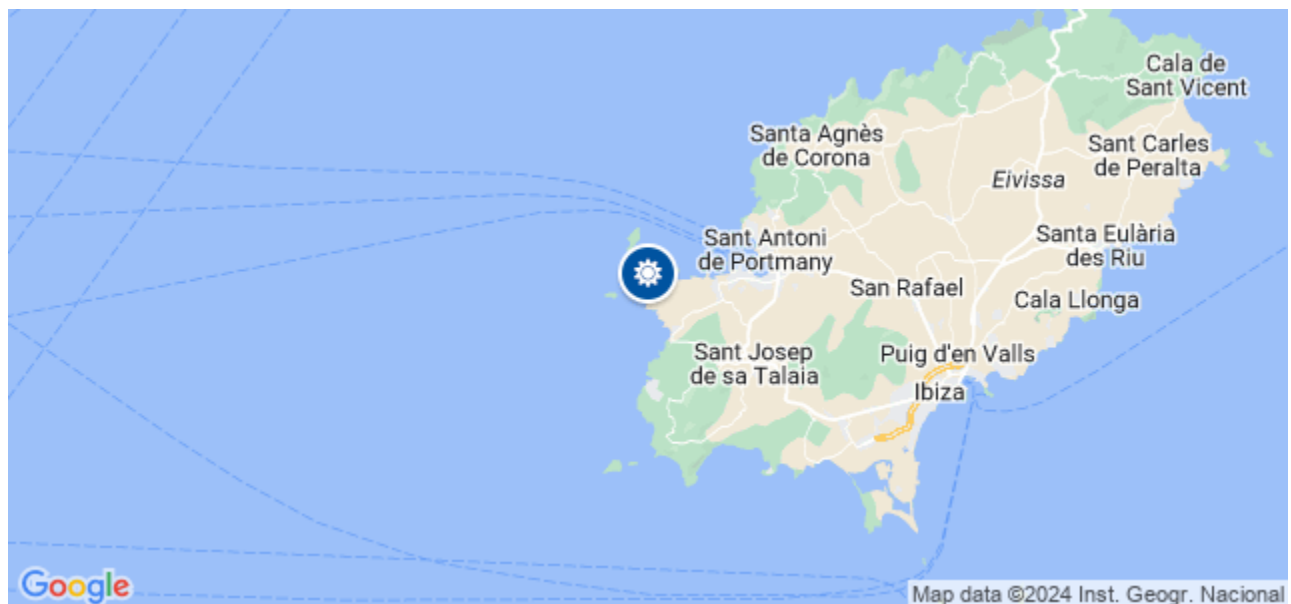 Cala de
Sant Vicent
Santa Agnès
de Corona
Sant Carles
de Peralta
Eivissa
Sant Antoni
de Portmany
Santa Eulària
des Riu
San Rafael
Cala Llonga
Sant Josep
de sa Talaia
Puig d'en Valls
Ibiza
Google
Map data ©2024 Inst. Geogr. Nacional